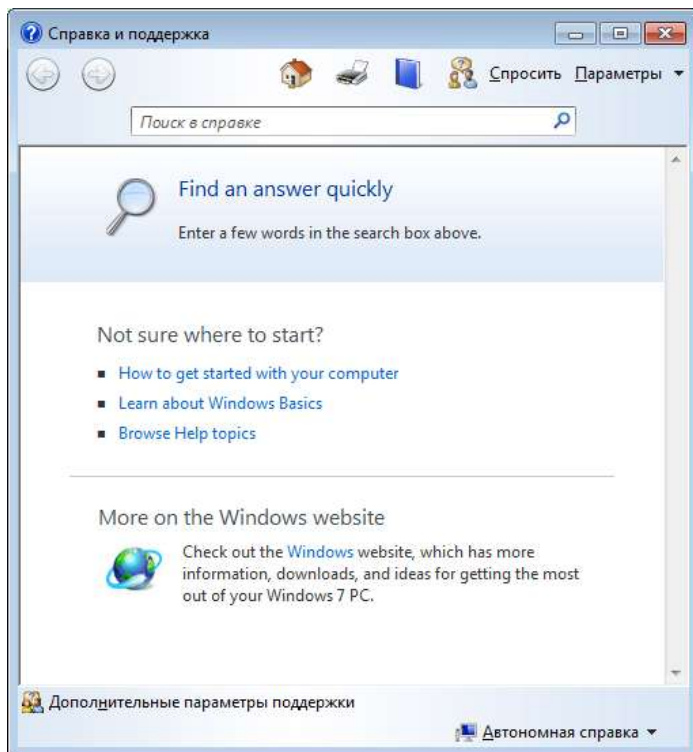 Справка и поддержка
Спросить Параметры
Поиск в справке
Find an answer quickly
Enter a few words in the search box above.
Not sure where to start?
How to get started with your computer
Learn about Windows Basics
Browse Help topics
More on the Windows website
Check out the Windows website, which has more
information, downloads, and ideas for getting the most
out of your Windows 7 PC.
Дополнительные параметры поддержки
Автономная справка